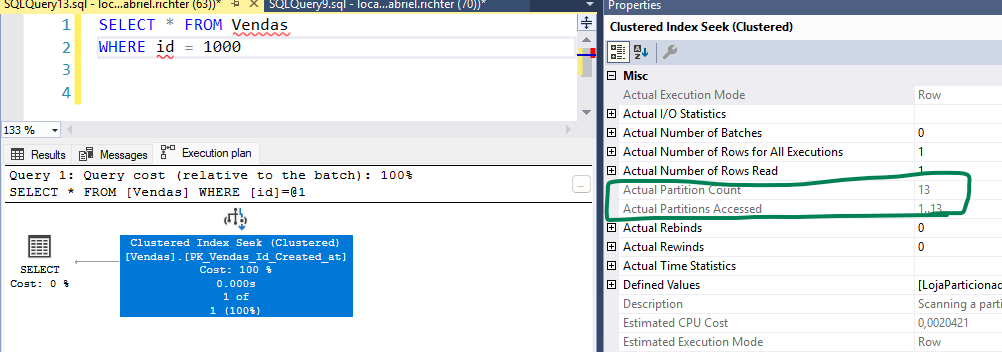 SQLQuery13.sql - loc...abriel.richter (63))*
SQLQuery9.sql - loca...abriel.richter (70))*
1 SELECT * FROM Vendas
2 WHERE id = 1000
3
4
133 %
Results Messages Execution plan
Query 1: Query cost (relative to the batch): 100%
SELECT * FROM [Vendas] WHERE [id]=@1
...
SELECT
Cost: 0 %
Clustered Index Seek (Clustered)
[Vendas].[PK_Vendas_Id_Created_at]
Cost: 100 %
0.000s
1 of
1 (100%)
Properties
Clustered Index Seek (Clustered)
Misc
Actual Execution Mode Row
Actual I/O Statistics
Actual Number of Batches 0
Actual Number of Rows for All Executions 1
Actual Number of Rows Read 1
Actual Partition Count 13
Actual Partitions Accessed 1..13
Actual Rebinds 0
Actual Rewinds 0
Actual Time Statistics
Defined Values [LojaParticionad
Description Scanning a parti
Estimated CPU Cost 0,0020421
Estimated Execution Mode Row